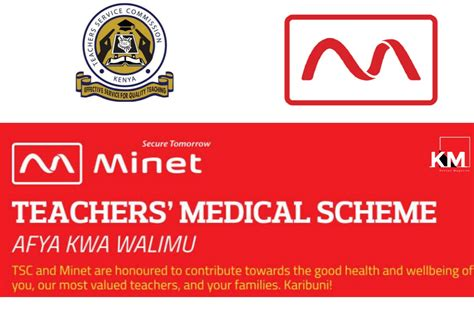 TEACHERS SERVICE COMMISSION
KENYA
EFFECTIVE SERVICE FOR QUALITY TEACHING
Secure Tomorrow
Minet
KM
TEACHERS' MEDICAL SCHEME
AFYA KWA WALIMU
TSC and Minet are honoured to contribute towards the good health and wellbeing of
you, our most valued teachers, and your families. Karibuni!